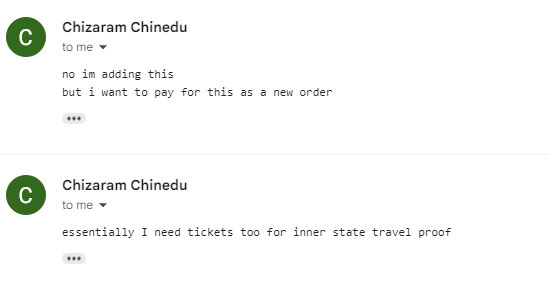 C
Chizaram Chinedu
to me
no im adding this
but i want to pay for this as a new order
C
Chizaram Chinedu
to me
essentially I need tickets too for inner state travel proof